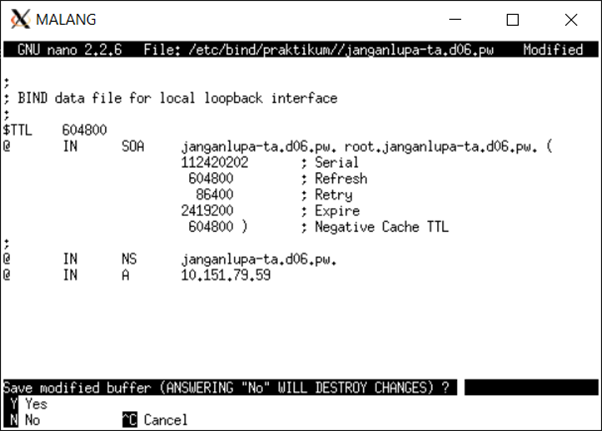 MALANG
GNU nano 2.2.6 File: /etc/bind/praktikum//janganlupa-ta.d06.pw Modified
;
; BIND data file for local loopback interface
;
$TTL 604800
@ IN SOA janganlupa-ta.d06.pw. root.janganlupa-ta.d06.pw. (
112420202 ; Serial
604800 ; Refresh
86400 ; Retry
2419200 ; Expire
604800 ) ; Negative Cache TTL
;
@ IN NS janganlupa-ta.d06.pw.
@ IN A 10.151.79.59
Save modified buffer (ANSWERING "No" WILL DESTROY CHANGES) ?
Y Yes
N No ^C Cancel